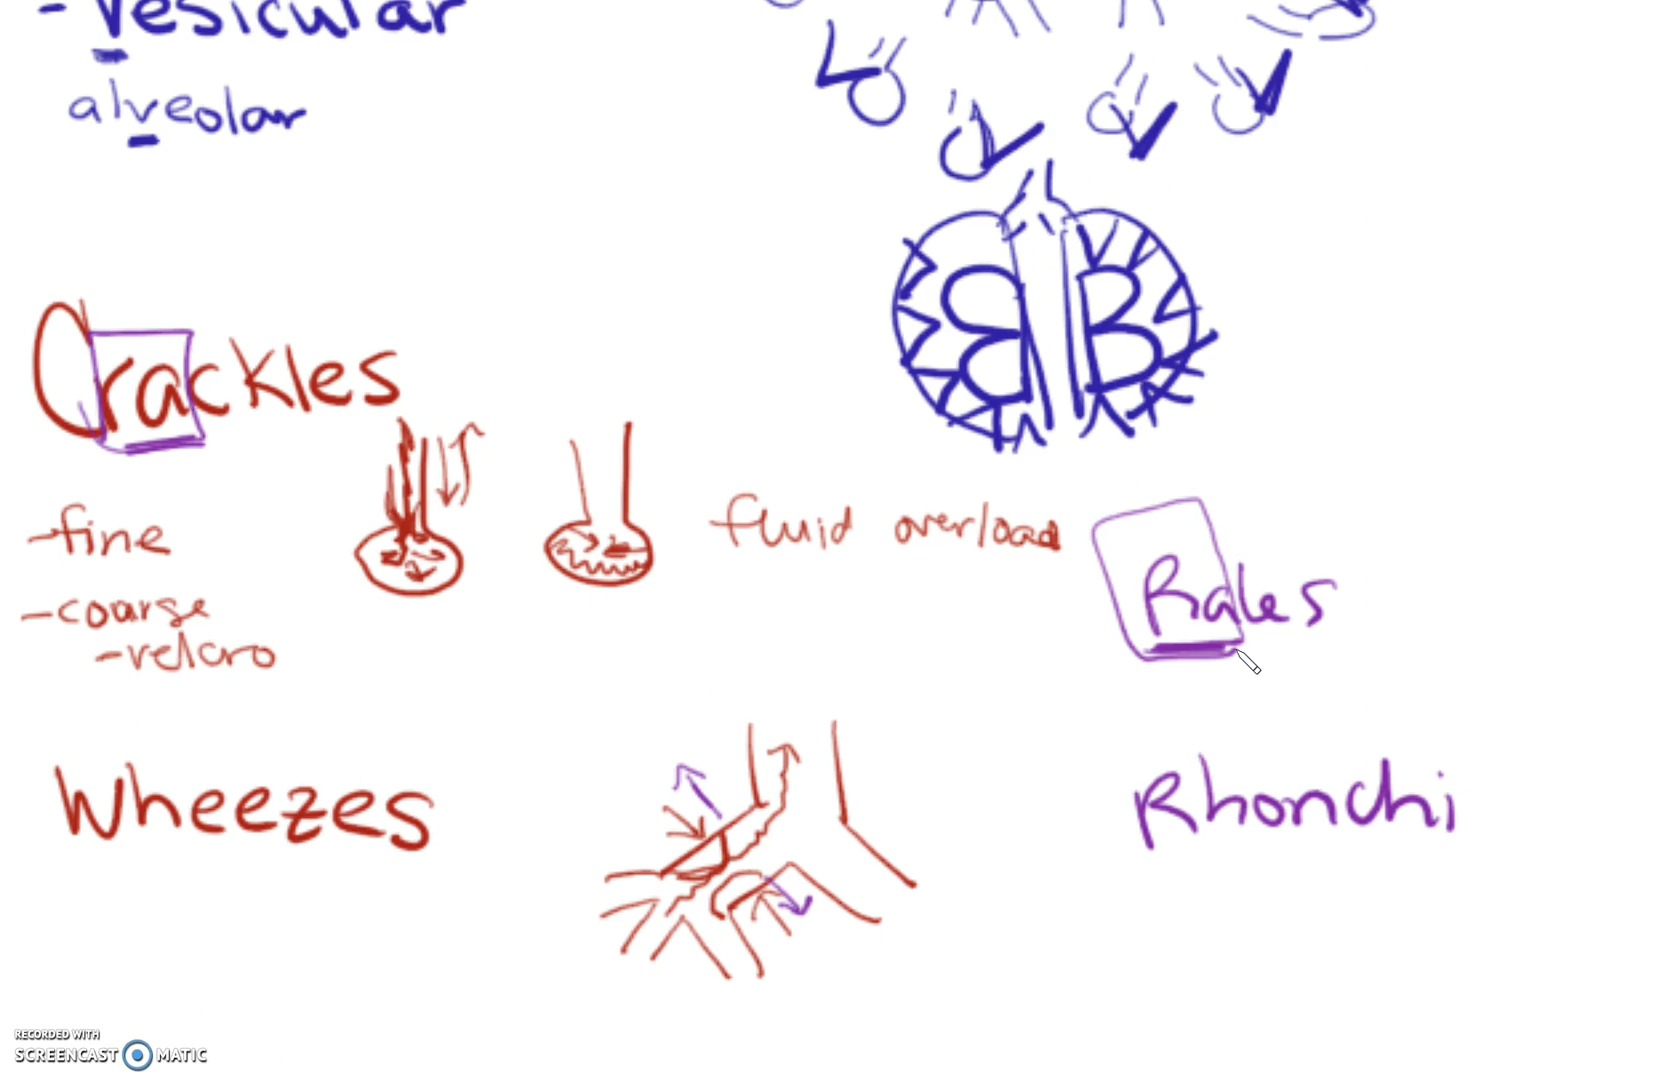 - Vesicular
alveolar
B B
Crackles
-fine
fluid overload
Rales
-coarse
-velcro
Wheezes
Rhonchi
RECORDED WITH
SCREENCAST MATIC